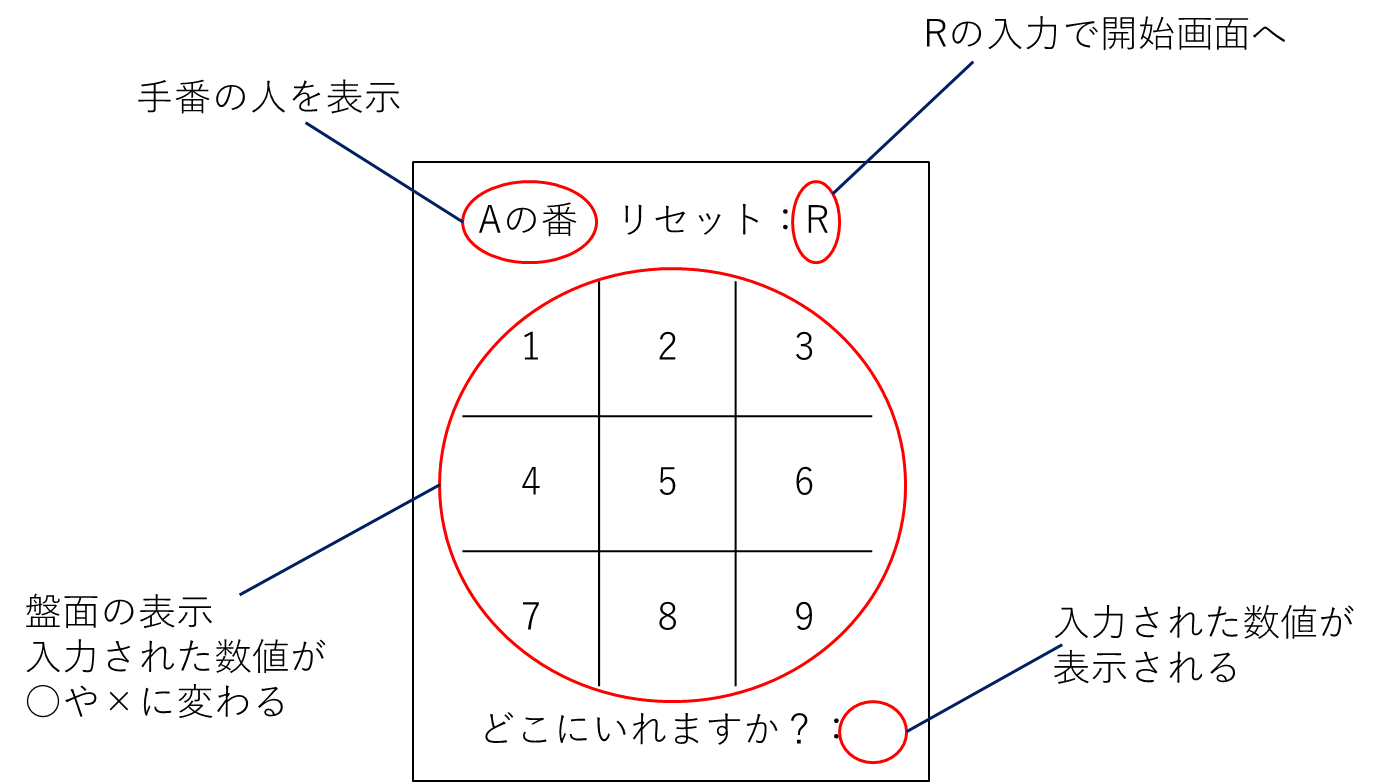 Rの入力で開始画面へ
手番の人を表示
Aの番 リセット：R
1 2 3
4 5 6
7 8 9
盤面の表示
入力された数値が
〇や×に変わる
入力された数値が
表示される
どこにいれますか？：